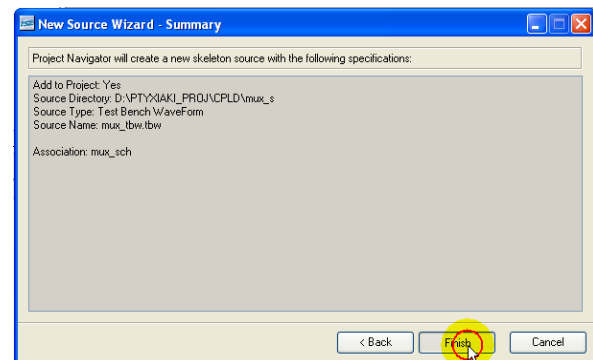 New Source Wizard - Summary
Project Navigator will create a new skeleton source with the following specifications:
Add to Project: Yes
Source Directory: D:\PTYXIAKI_PROJ\CPLD\mux_s
Source Type: Test Bench WaveForm
Source Name: mux_tbw.tbw
Association: mux_sch
< Back
Finish
Cancel